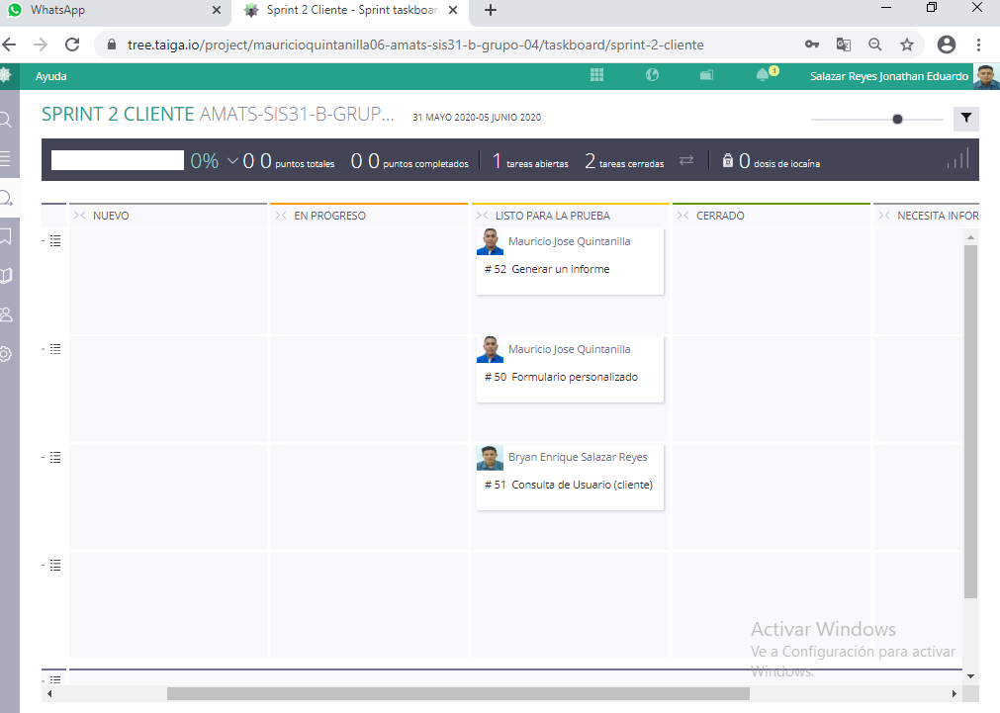 WhatsApp
Sprint 2 Cliente - Sprint taskboar
tree.taiga.io/project/mauricioquintanilla06-amats-sis31-b-grupo-04/taskboard/sprint-2-cliente
Ayuda
1
Salazar Reyes Jonathan Eduardo
SPRINT 2 CLIENTE AMATS-SIS31-B-GRUP... 31 MAYO 2020-05 JUNIO 2020
0% 0 0 puntos totales 0 0 puntos completados 1 tareas abiertas 2 tareas cerradas 0 dosis de iocaína
NUEVO EN PROGRESO LISTO PARA LA PRUEBA CERRADO NECESITA INFOR
Mauricio Jose Quintanilla
# 52 Generar un informe
Mauricio Jose Quintanilla
# 50 Formulario personalizado
Bryan Enrique Salazar Reyes
# 51 Consulta de Usuario (cliente)
Activar Windows
Ve a Configuración para activar
Windows.